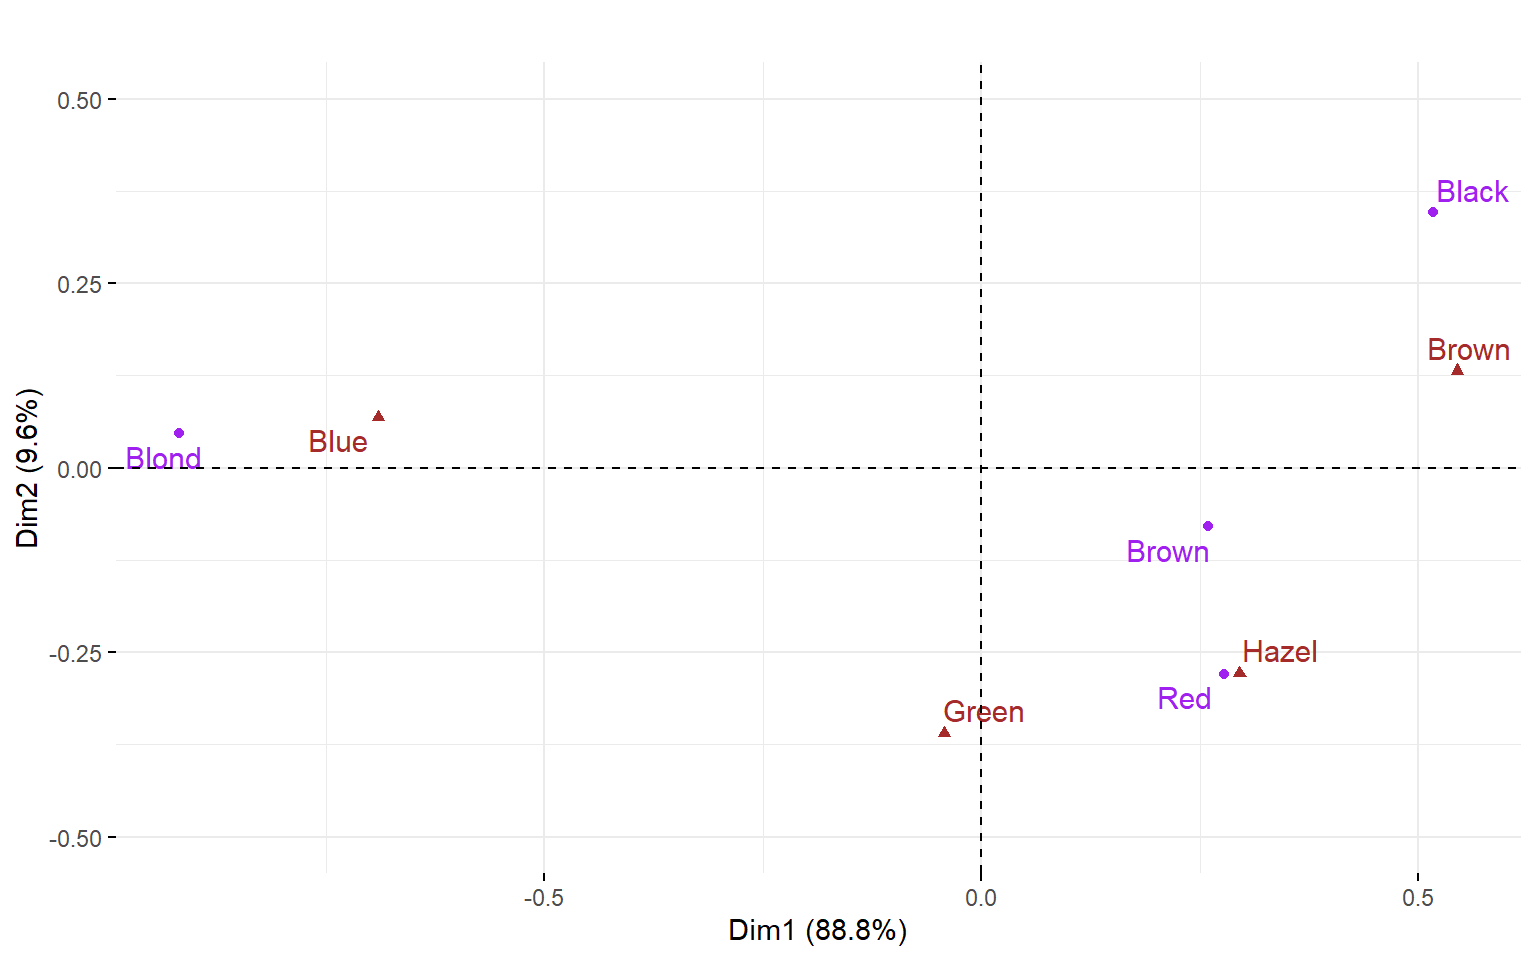 0.50
Black
0.25
Brown
Blue
Blond
0.00
Brown
-0.25
Hazel
Red
Green
-0.50
-0.5
0.0
0.5
Dim1 (88.8%)
Dim2 (9.6%)